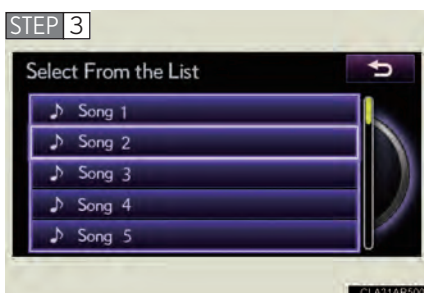 STEP 3
Select From the List
Song 1
Song 2
Song 3
Song 4
Song 5